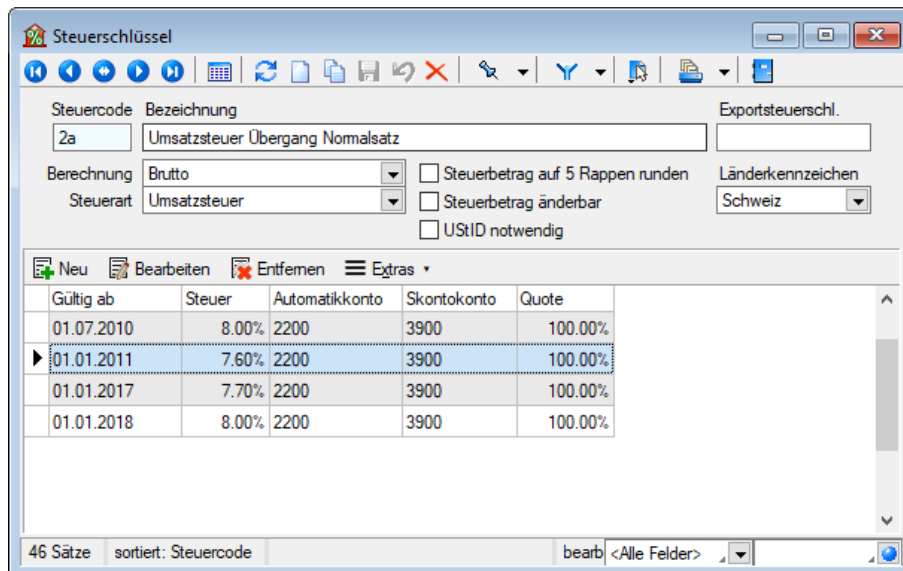 Steuerschlüssel
Steuercode Bezeichnung Exportsteuerschl.
2a Umsatzsteuer Übergang Normalsatz
Berechnung Brutto Steuerbetrag auf 5 Rappen runden Länderkennzeichen
Steuerart Umsatzsteuer Steuerbetrag änderbar Schweiz
UStID notwendig
Neu Bearbeiten Entfernen Extras
Gültig ab Steuer Automatikkonto Skontokonto Quote
01.07.2010 8.00% 2200 3900 100.00%
01.01.2011 7.60% 2200 3900 100.00%
01.01.2017 7.70% 2200 3900 100.00%
01.01.2018 8.00% 2200 3900 100.00%
46 Sätze sortiert: Steuercode bearb <Alle Felder>